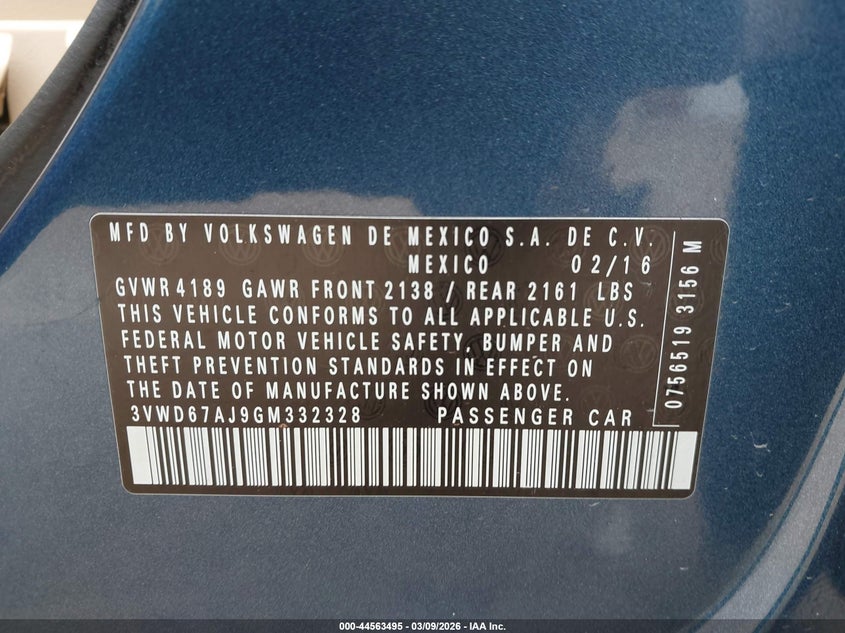 MFD BY VOLKSWAGEN DE MEXICO S.A. DE C.V.
MEXICO 02/16
GVWR 4189 GAWR FRONT 2138 / REAR 2161 LBS
THIS VEHICLE CONFORMS TO ALL APPLICABLE U.S.
FEDERAL MOTOR VEHICLE SAFETY, BUMPER AND
THEFT PREVENTION STANDARDS IN EFFECT ON
THE DATE OF MANUFACTURE SHOWN ABOVE.
3VWD67AJ9GM332328 PASSENGER CAR
0756519 3156 M
000-44563495 - 03/09/2026 - IAA Inc.